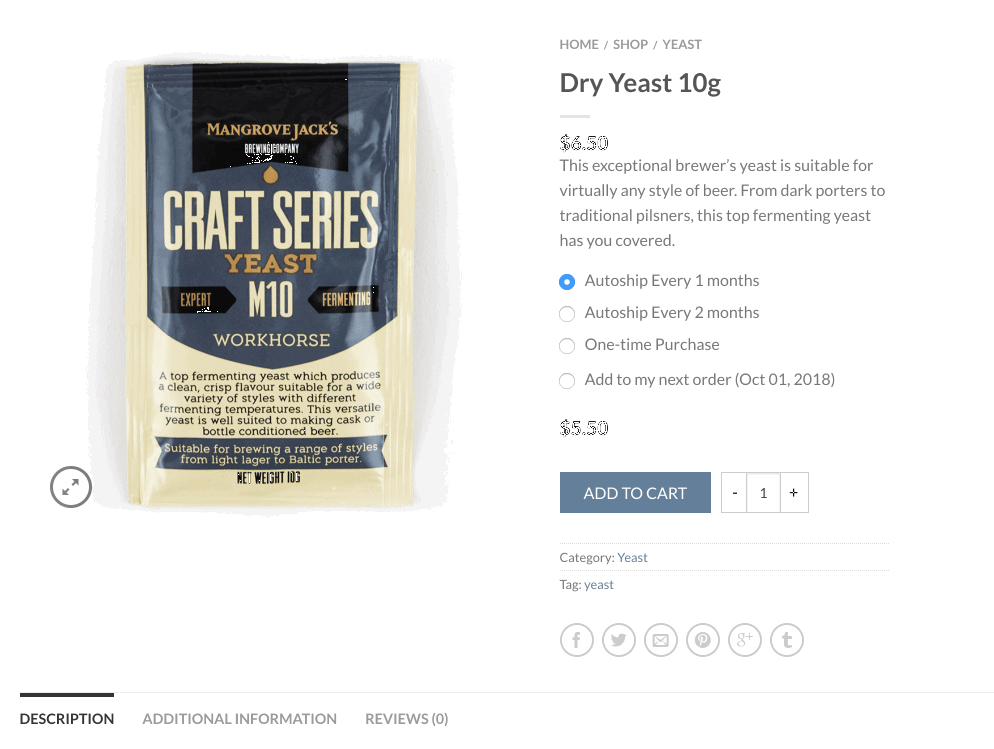 HOME / SHOP / YEAST
Dry Yeast 10g
$6.50
This exceptional brewer's yeast is suitable for
virtually any style of beer. From dark porters to
traditional pilsners, this top fermenting yeast
has you covered.
Autoship Every 1 months
Autoship Every 2 months
One-time Purchase
Add to my next order (Oct 01, 2018)
$5.50
ADD TO CART
- 1 +
Category: Yeast
Tag: yeast
MANGROVE JACK'S
BREWING COMPANY
CRAFT SERIES
YEAST
EXPERT M10 FERMENTING
WORKHORSE
A top fermenting yeast which produces
a clean, crisp flavour suitable for a wide
variety of styles with different
fermenting temperatures. This versatile
yeast is well suited to making cask or
bottle conditioned beer.
Suitable for brewing a range of styles
from light lager to Baltic porter.
NET WEIGHT 10G
DESCRIPTION ADDITIONAL INFORMATION REVIEWS (0)